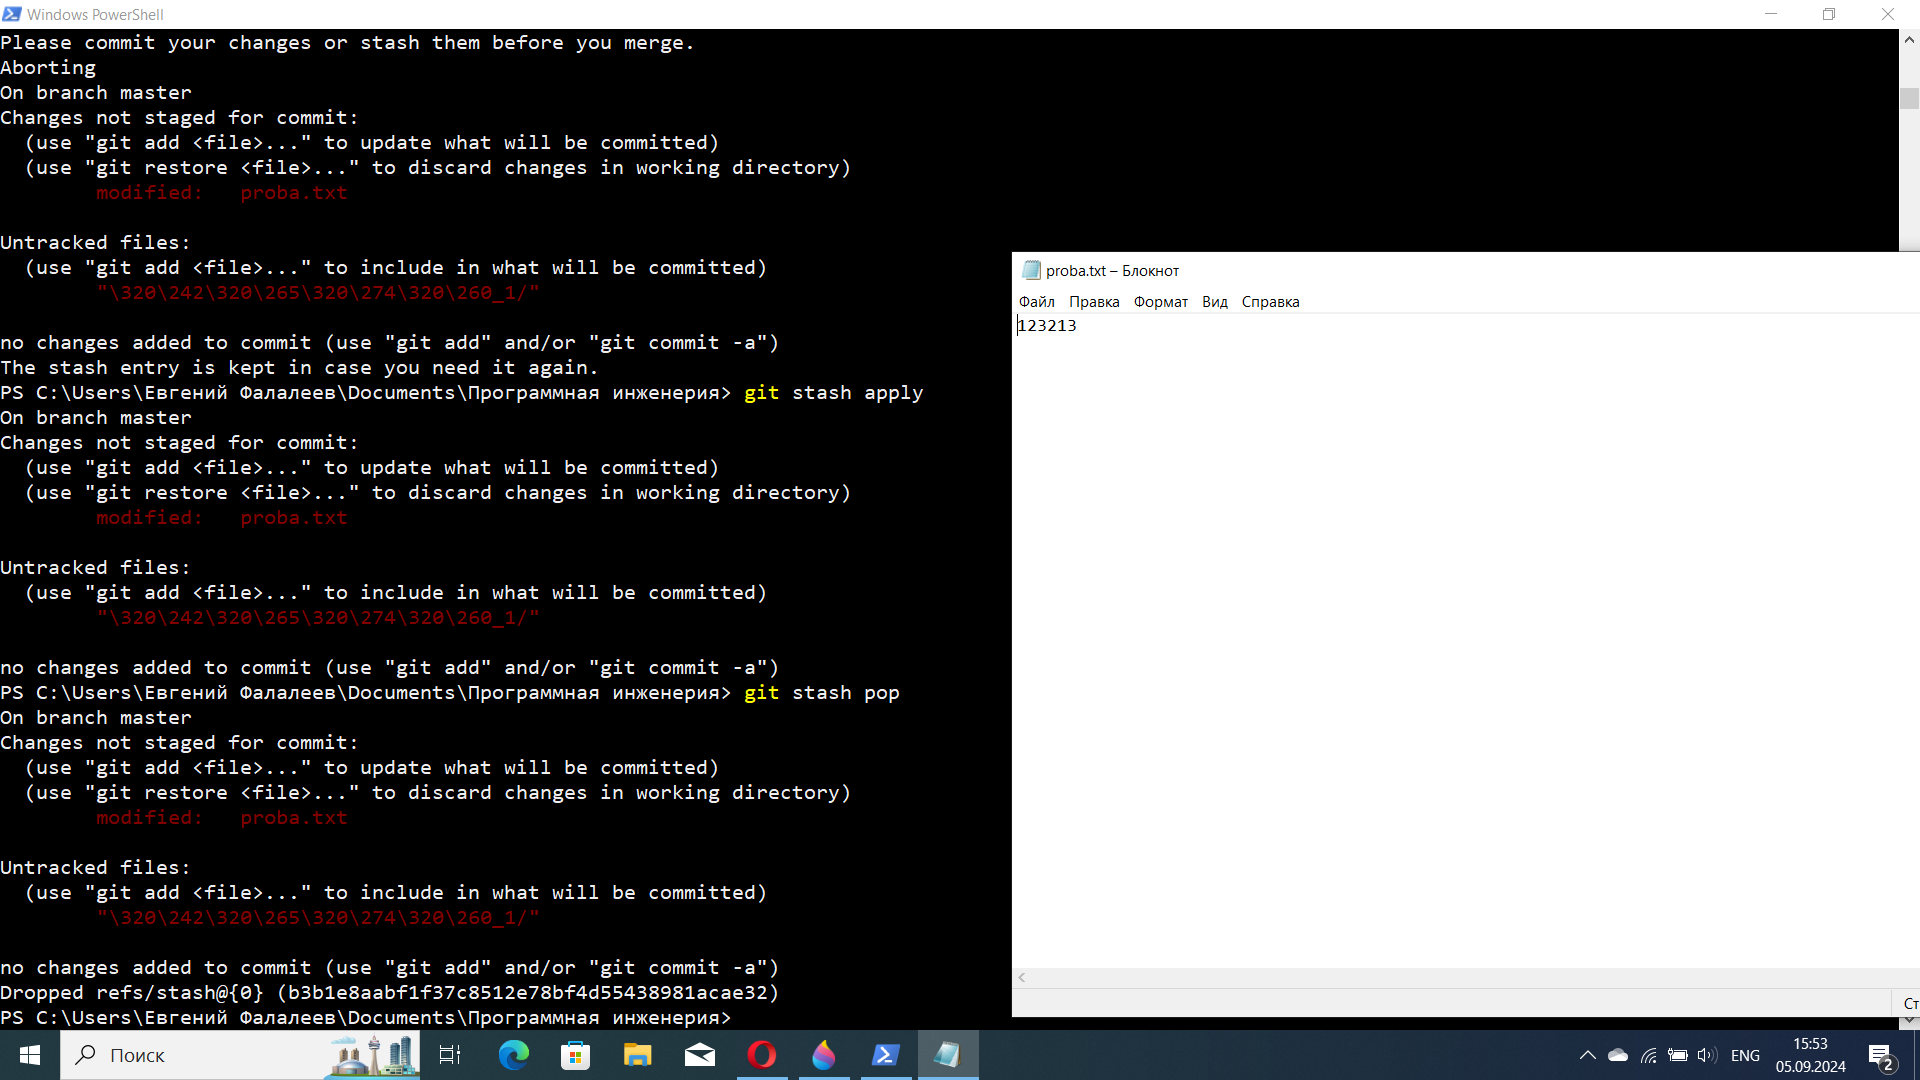 Windows PowerShell
Please commit your changes or stash them before you merge.
Aborting
On branch master
Changes not staged for commit:
  (use "git add <file>..." to update what will be committed)
  (use "git restore <file>..." to discard changes in working directory)
        modified:   proba.txt

Untracked files:
  (use "git add <file>..." to include in what will be committed)
        "\320\242\320\265\320\274\320\260_1/"

no changes added to commit (use "git add" and/or "git commit -a")
The stash entry is kept in case you need it again.
PS C:\Users\Евгений Фалалеев\Documents\Программная инженерия> git stash apply
On branch master
Changes not staged for commit:
  (use "git add <file>..." to update what will be committed)
  (use "git restore <file>..." to discard changes in working directory)
        modified:   proba.txt

Untracked files:
  (use "git add <file>..." to include in what will be committed)
        "\320\242\320\265\320\274\320\260_1/"

no changes added to commit (use "git add" and/or "git commit -a")
PS C:\Users\Евгений Фалалеев\Documents\Программная инженерия> git stash pop
On branch master
Changes not staged for commit:
  (use "git add <file>..." to update what will be committed)
  (use "git restore <file>..." to discard changes in working directory)
        modified:   proba.txt

Untracked files:
  (use "git add <file>..." to include in what will be committed)
        "\320\242\320\265\320\274\320\260_1/"

no changes added to commit (use "git add" and/or "git commit -a")
Dropped refs/stash@{0} (b3b1e8aabf1f37c8512e78bf4d55438981acae32)
PS C:\Users\Евгений Фалалеев\Documents\Программная инженерия>
proba.txt – Блокнот
Файл Правка Формат Вид Справка
123213
Ст
Поиск
ENG
15:53
05.09.2024
2